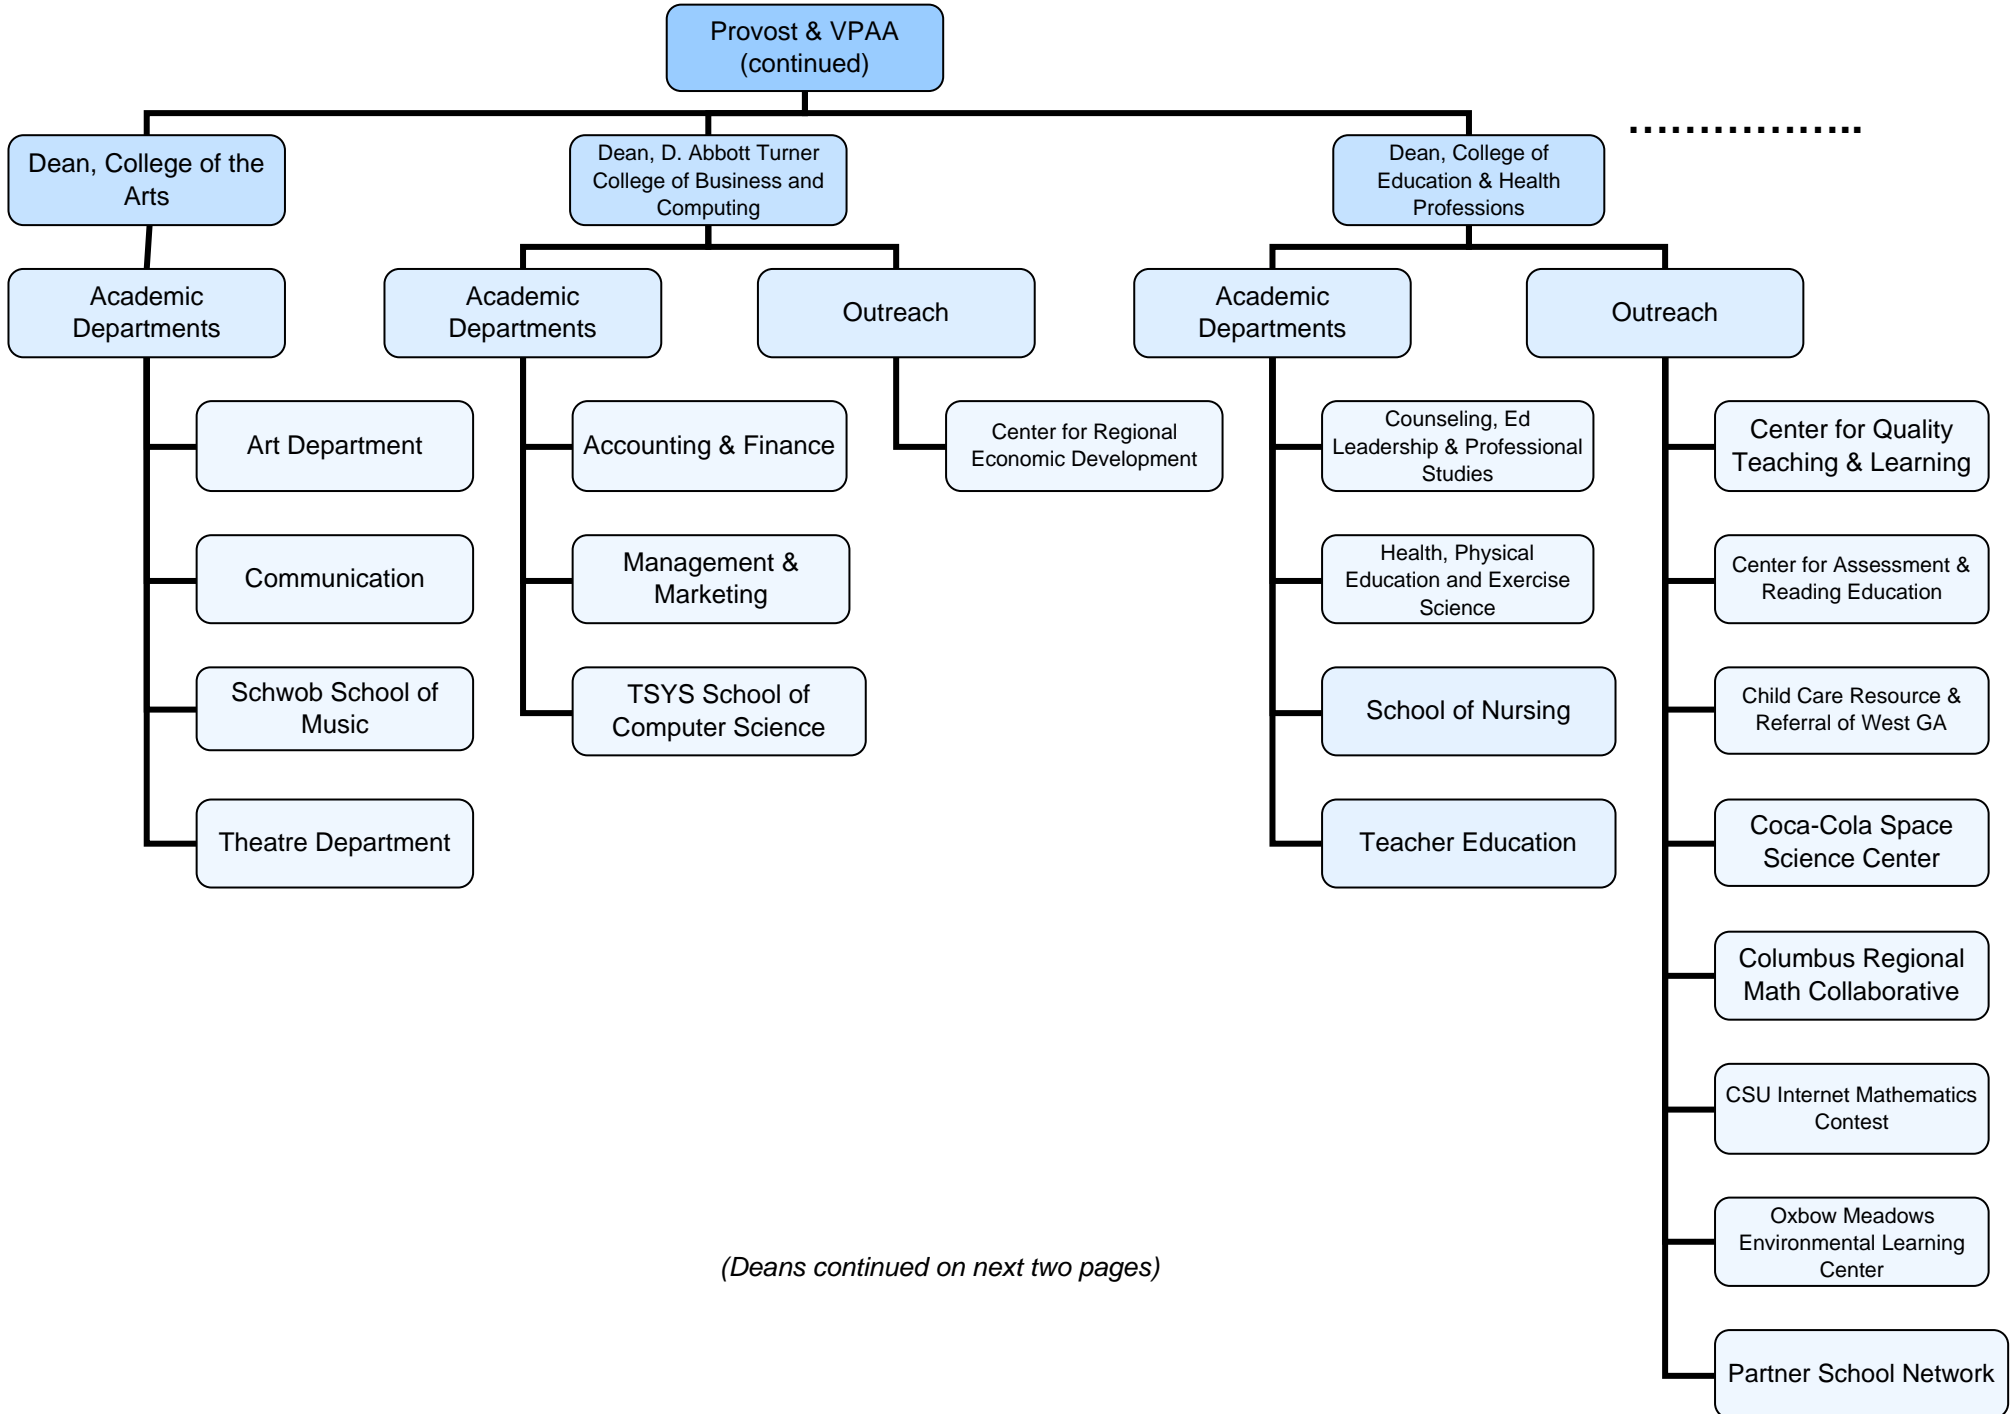 Provost & VPAA
(continued)
Dean, College of the
Arts
Dean, D. Abbott Turner
College of Business and
Computing
Dean, College of
Education & Health
Professions
.................
Academic
Departments
Academic
Departments
Outreach
Academic
Departments
Outreach
Art Department
Communication
Schwob School of
Music
Theatre Department
Accounting & Finance
Management &
Marketing
TSYS School of
Computer Science
Center for Regional
Economic Development
Counseling, Ed
Leadership & Professional
Studies
Health, Physical
Education and Exercise
Science
School of Nursing
Teacher Education
Center for Quality
Teaching & Learning
Center for Assessment &
Reading Education
Child Care Resource &
Referral of West GA
Coca-Cola Space
Science Center
Columbus Regional
Math Collaborative
CSU Internet Mathematics
Contest
Oxbow Meadows
Environmental Learning
Center
Partner School Network
(Deans continued on next two pages)